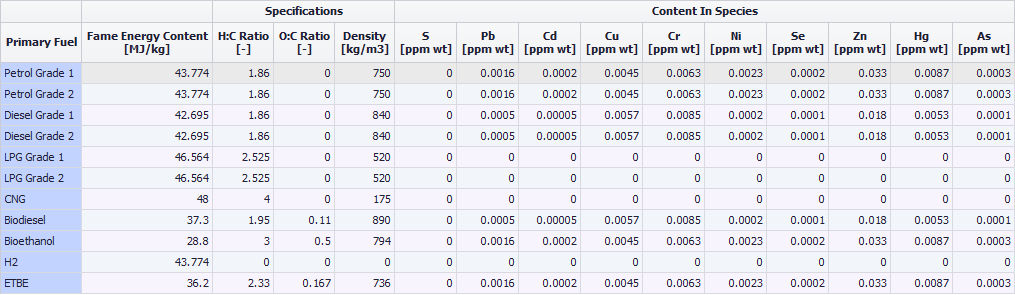 Specifications Content In Species
Primary Fuel Fame Energy Content [MJ/kg] H:C Ratio [-] O:C Ratio [-] Density [kg/m3] S [ppm wt] Pb [ppm wt] Cd [ppm wt] Cu [ppm wt] Cr [ppm wt] Ni [ppm wt] Se [ppm wt] Zn [ppm wt] Hg [ppm wt] As [ppm wt]
Petrol Grade 1 43.774 1.86 0 750 0 0.0016 0.0002 0.0045 0.0063 0.0023 0.0002 0.033 0.0087 0.0003
Petrol Grade 2 43.774 1.86 0 750 0 0.0016 0.0002 0.0045 0.0063 0.0023 0.0002 0.033 0.0087 0.0003
Diesel Grade 1 42.695 1.86 0 840 0 0.0005 0.00005 0.0057 0.0085 0.0002 0.0001 0.018 0.0053 0.0001
Diesel Grade 2 42.695 1.86 0 840 0 0.0005 0.00005 0.0057 0.0085 0.0002 0.0001 0.018 0.0053 0.0001
LPG Grade 1 46.564 2.525 0 520 0 0 0 0 0 0 0 0 0 0
LPG Grade 2 46.564 2.525 0 520 0 0 0 0 0 0 0 0 0 0
CNG 48 4 0 175 0 0 0 0 0 0 0 0 0 0
Biodiesel 37.3 1.95 0.11 890 0 0.0005 0.00005 0.0057 0.0085 0.0002 0.0001 0.018 0.0053 0.0001
Bioethanol 28.8 3 0.5 794 0 0.0016 0.0002 0.0045 0.0063 0.0023 0.0002 0.033 0.0087 0.0003
H2 43.774 0 0 0 0 0 0 0 0 0 0 0 0 0
ETBE 36.2 2.33 0.167 736 0 0.0016 0.0002 0.0045 0.0063 0.0023 0.0002 0.033 0.0087 0.0003